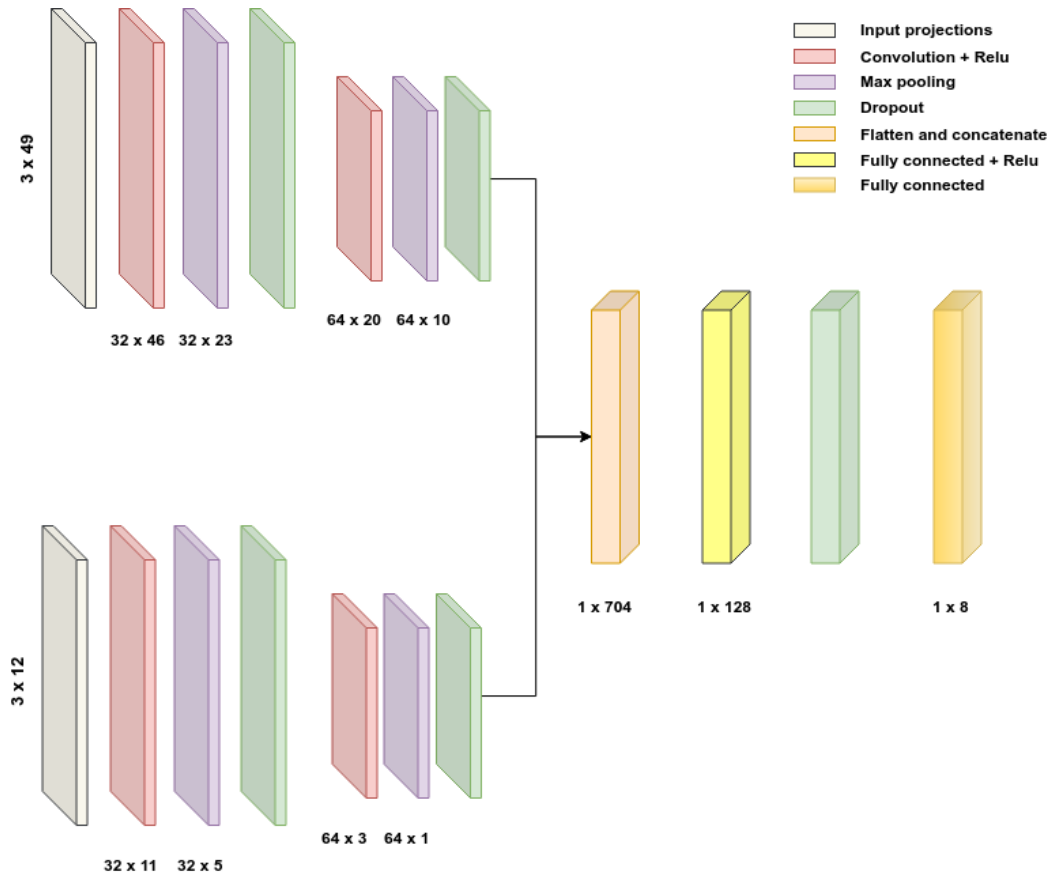 Input projections
Convolution + Relu
Max pooling
Dropout
Flatten and concatenate
Fully connected + Relu
Fully connected
3 x 49
32 x 46
32 x 23
64 x 20
64 x 10
3 x 12
32 x 11
32 x 5
64 x 3
64 x 1
1 x 704
1 x 128
1 x 8